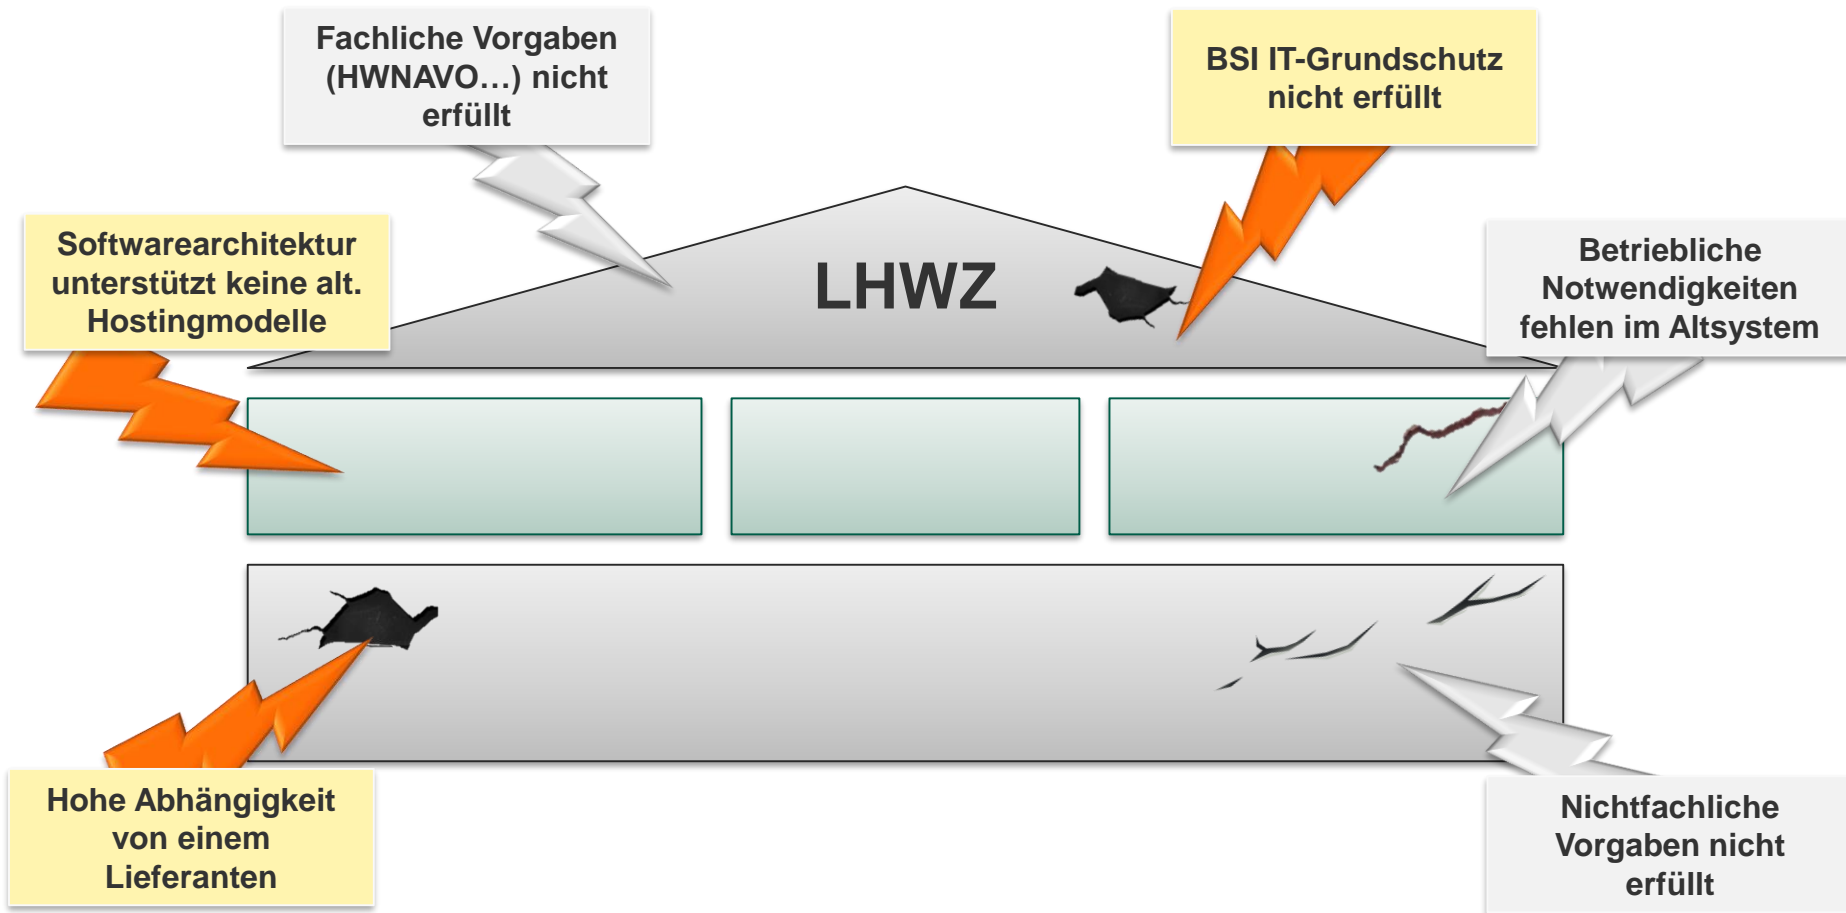 Fachliche Vorgaben
(HWNAVO…) nicht
erfüllt
BSI IT-Grundschutz
nicht erfüllt
Softwarearchitektur
unterstützt keine alt.
Hostingmodelle
LHWZ
Betriebliche
Notwendigkeiten
fehlen im Altsystem
Hohe Abhängigkeit
von einem
Lieferanten
Nichtfachliche
Vorgaben nicht
erfüllt